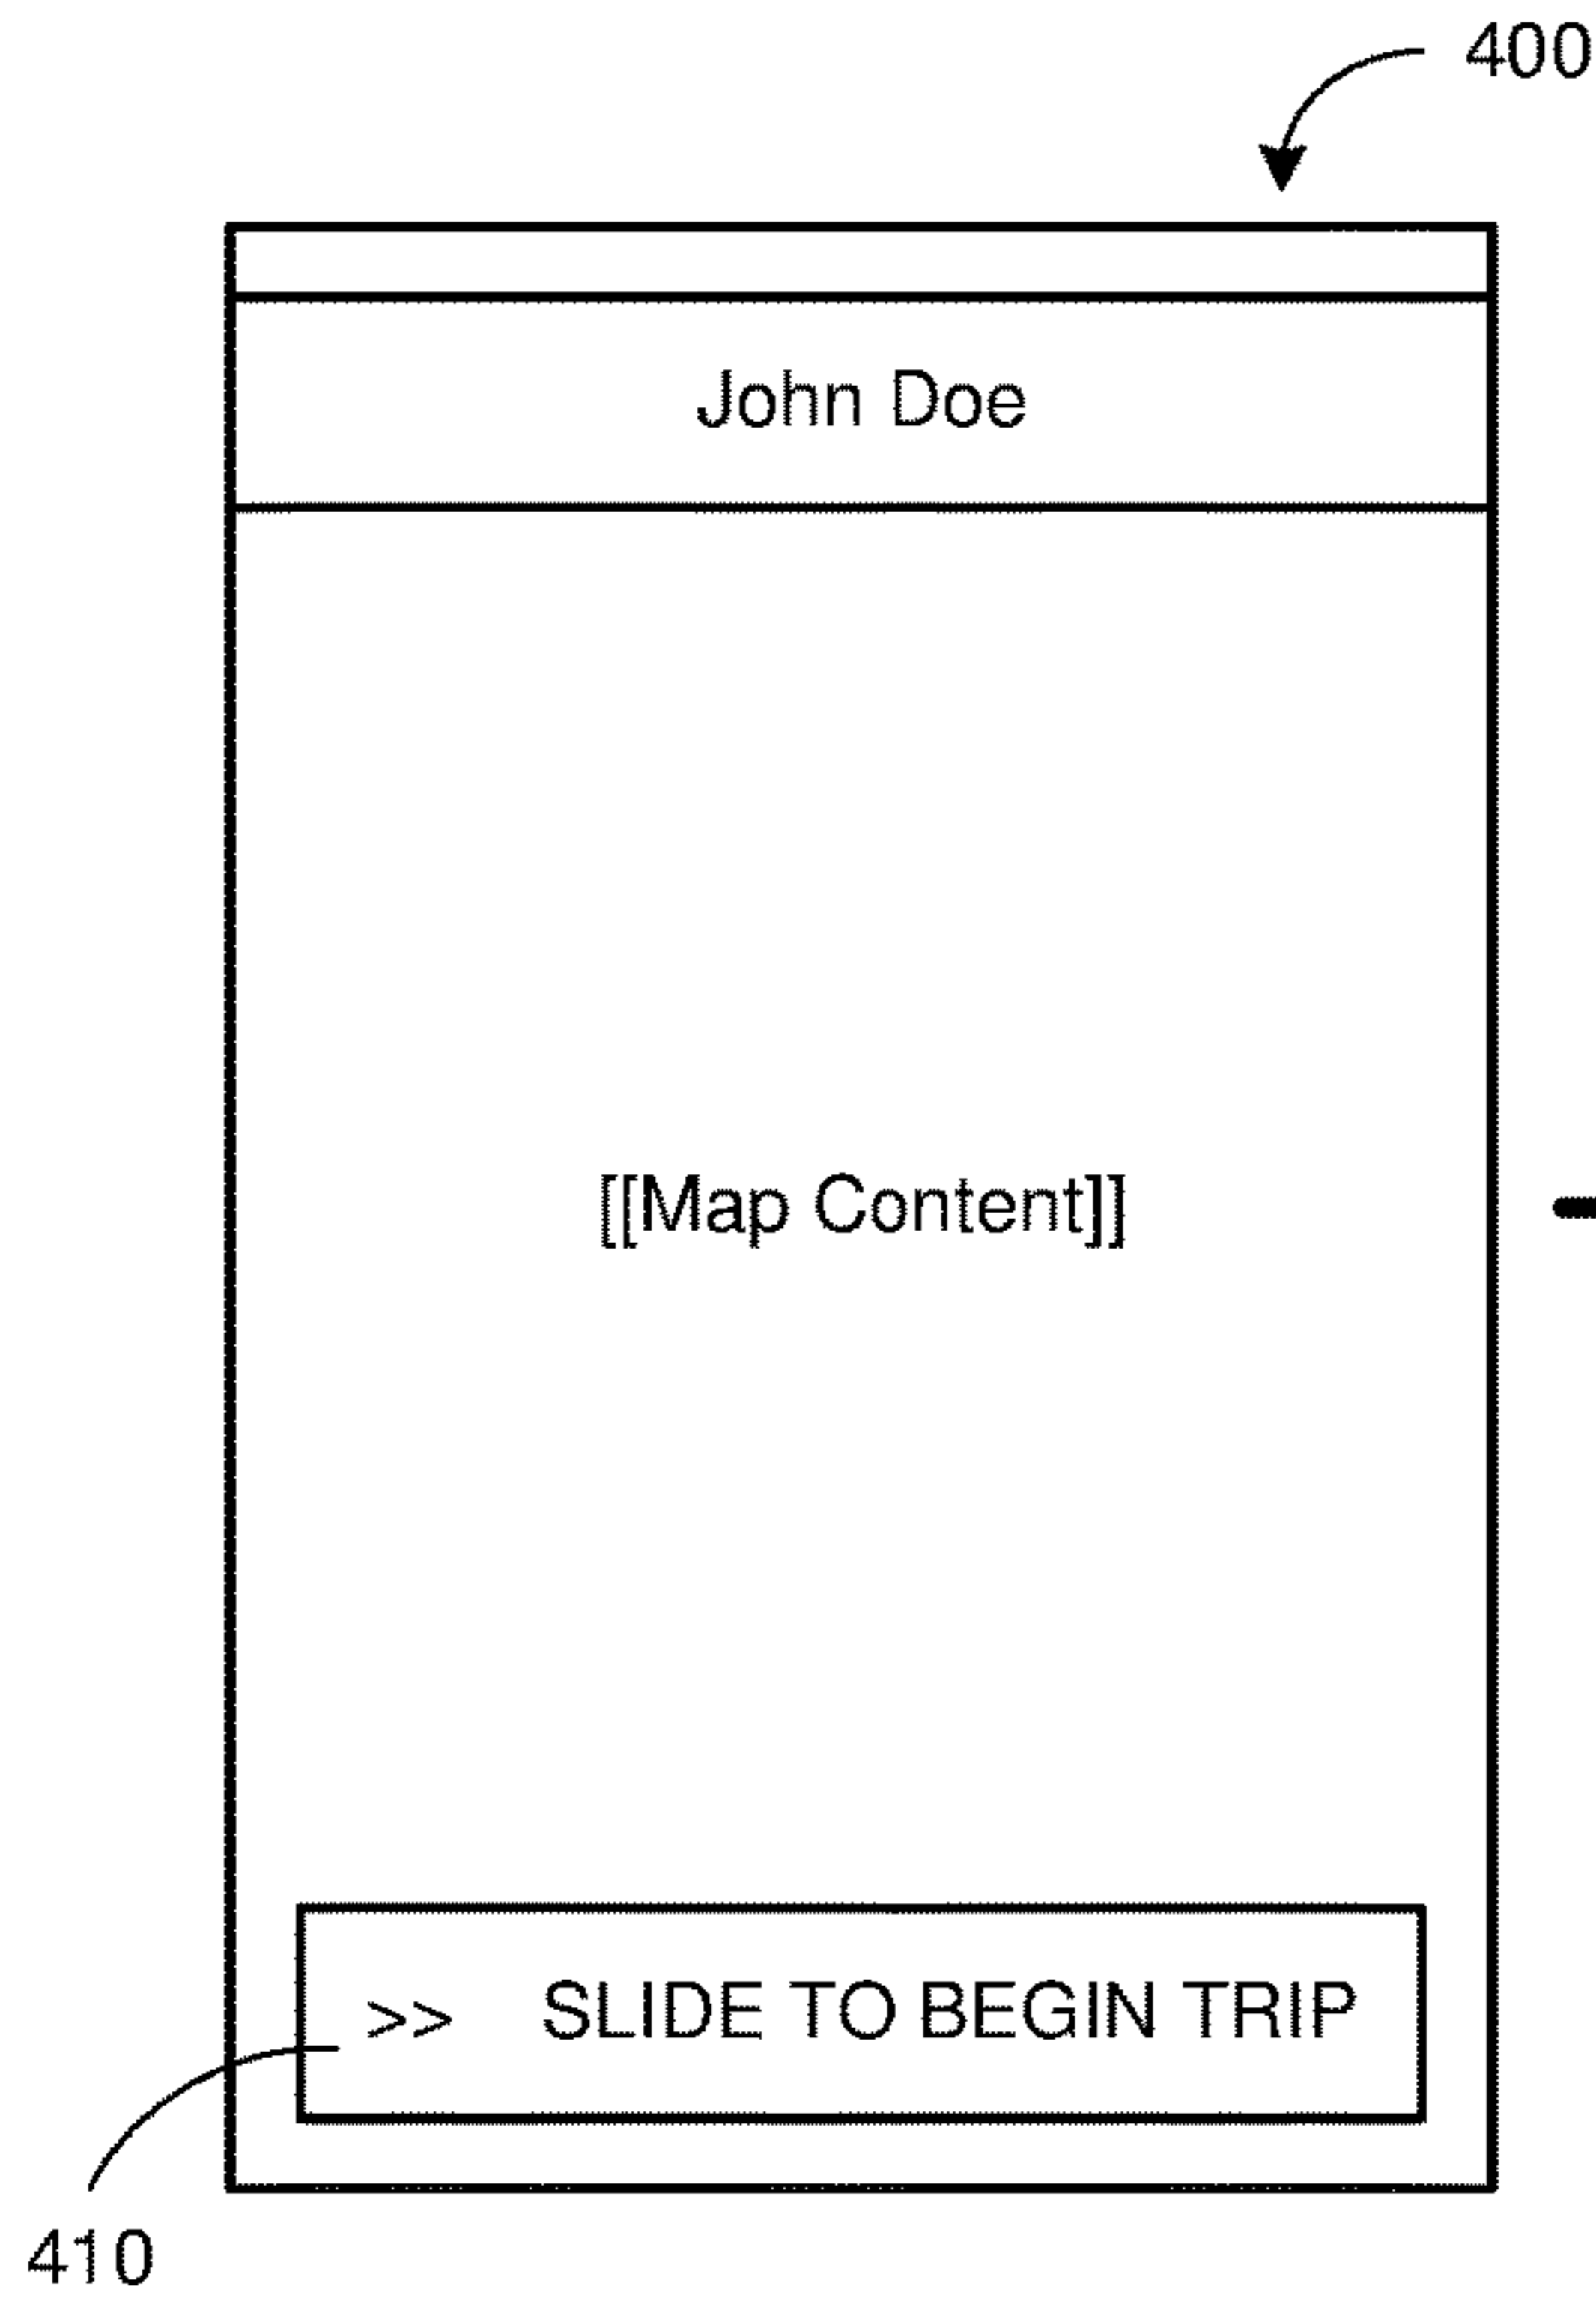 400
John Doe
[[Map Content]]
>> SLIDE TO BEGIN TRIP
410